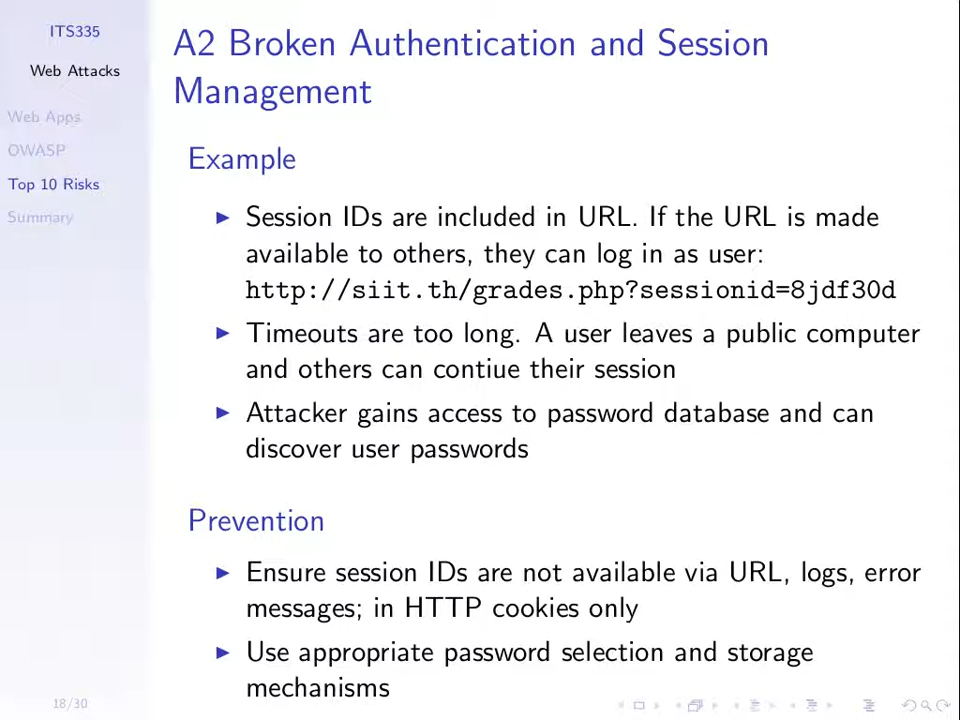 ITS335
Web Attacks
Web Apps
OWASP
Top 10 Risks
Summary
A2 Broken Authentication and Session
Management
Example
▶ Session IDs are included in URL. If the URL is made
available to others, they can log in as user:
http://siit.th/grades.php?sessionid=8jdf30d
▶ Timeouts are too long. A user leaves a public computer
and others can contiue their session
▶ Attacker gains access to password database and can
discover user passwords
Prevention
▶ Ensure session IDs are not available via URL, logs, error
messages; in HTTP cookies only
▶ Use appropriate password selection and storage
mechanisms
18/30